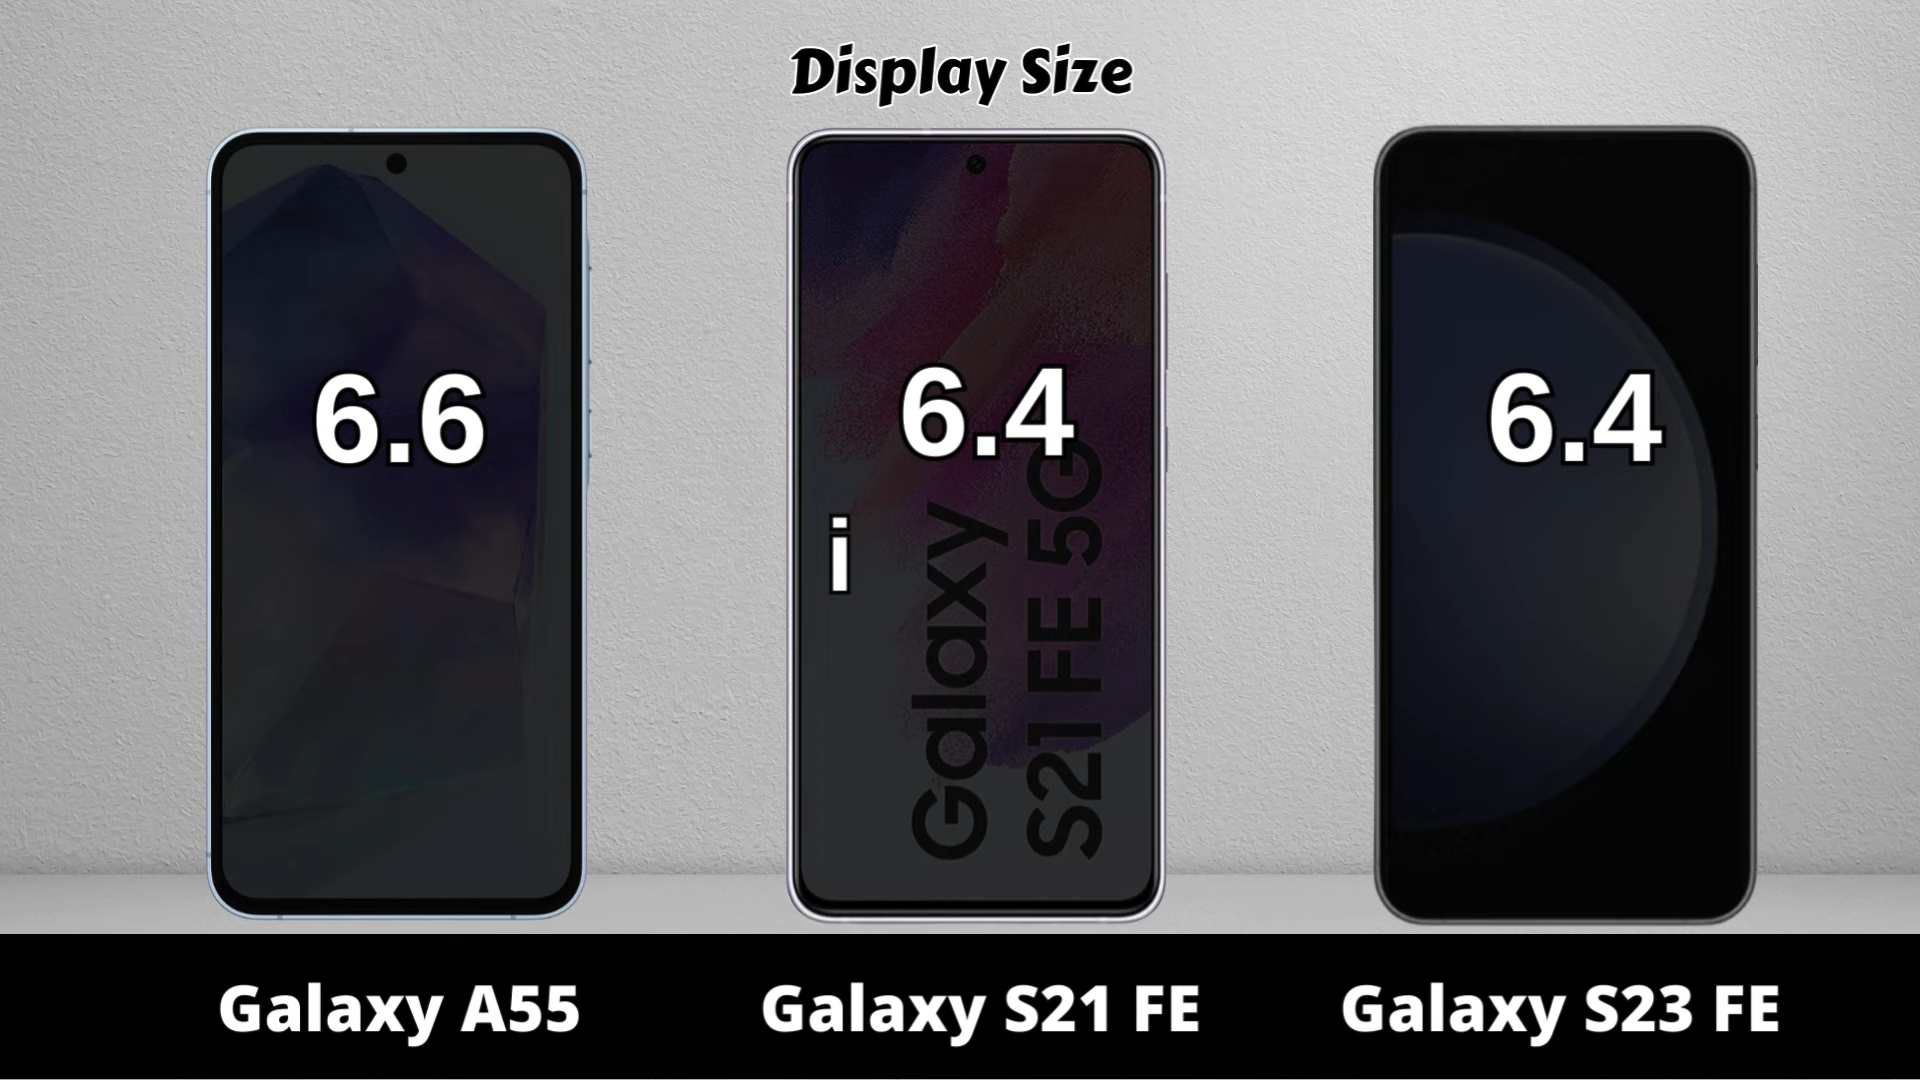 Display Size
6.6
6.4
6.4
i
Galaxy
S21 FE 5G
Galaxy A55
Galaxy S21 FE
Galaxy S23 FE